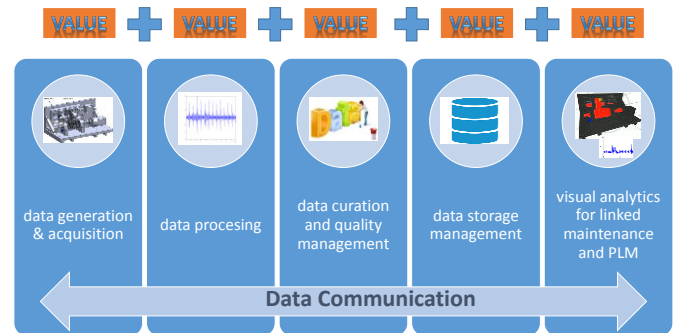 VALUE VALUE VALUE VALUE VALUE
Data
data generation
& acquisition
data procesing
data curation
and quality
management
data storage
management
visual analytics
for linked
maintenance
and PLM
Data Communication